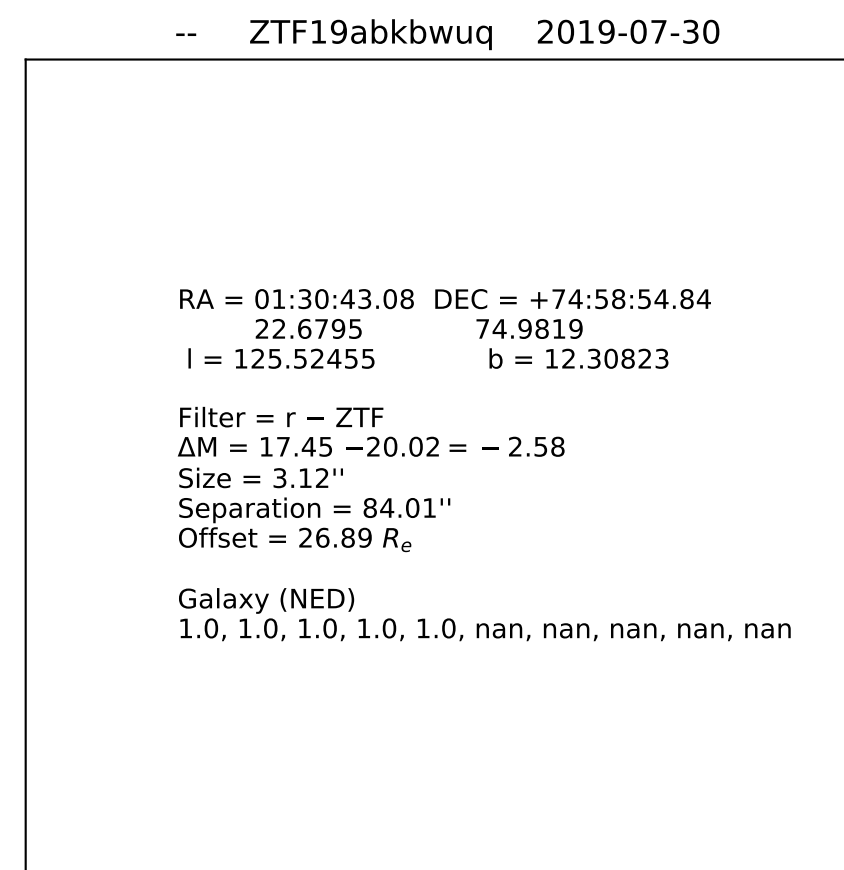 -- ZTF19abkbwuq 2019-07-30
RA = 01:30:43.08 DEC = +74:58:54.84
22.6795 74.9819
l = 125.52455 b = 12.30823
Filter = r − ZTF
ΔM = 17.45 −20.02 = − 2.58
Size = 3.12''
Separation = 84.01''
Offset = 26.89 Re
Galaxy (NED)
1.0, 1.0, 1.0, 1.0, 1.0, nan, nan, nan, nan, nan